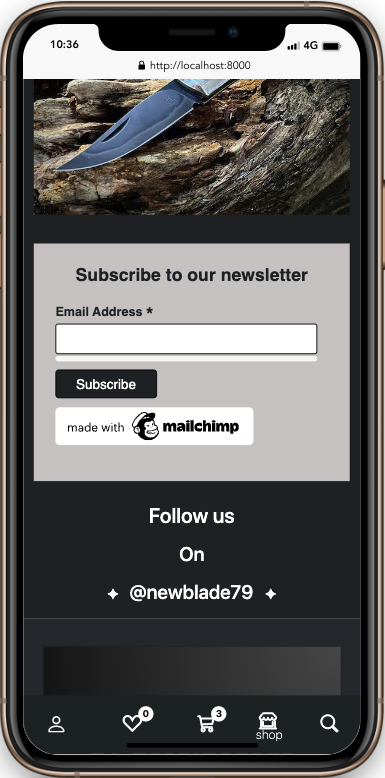 10:36
4G
http://localhost:8000
Subscribe to our newsletter
Email Address *
Subscribe
made with mailchimp
Follow us
On
✦ @newblade79 ✦
0
3
shop